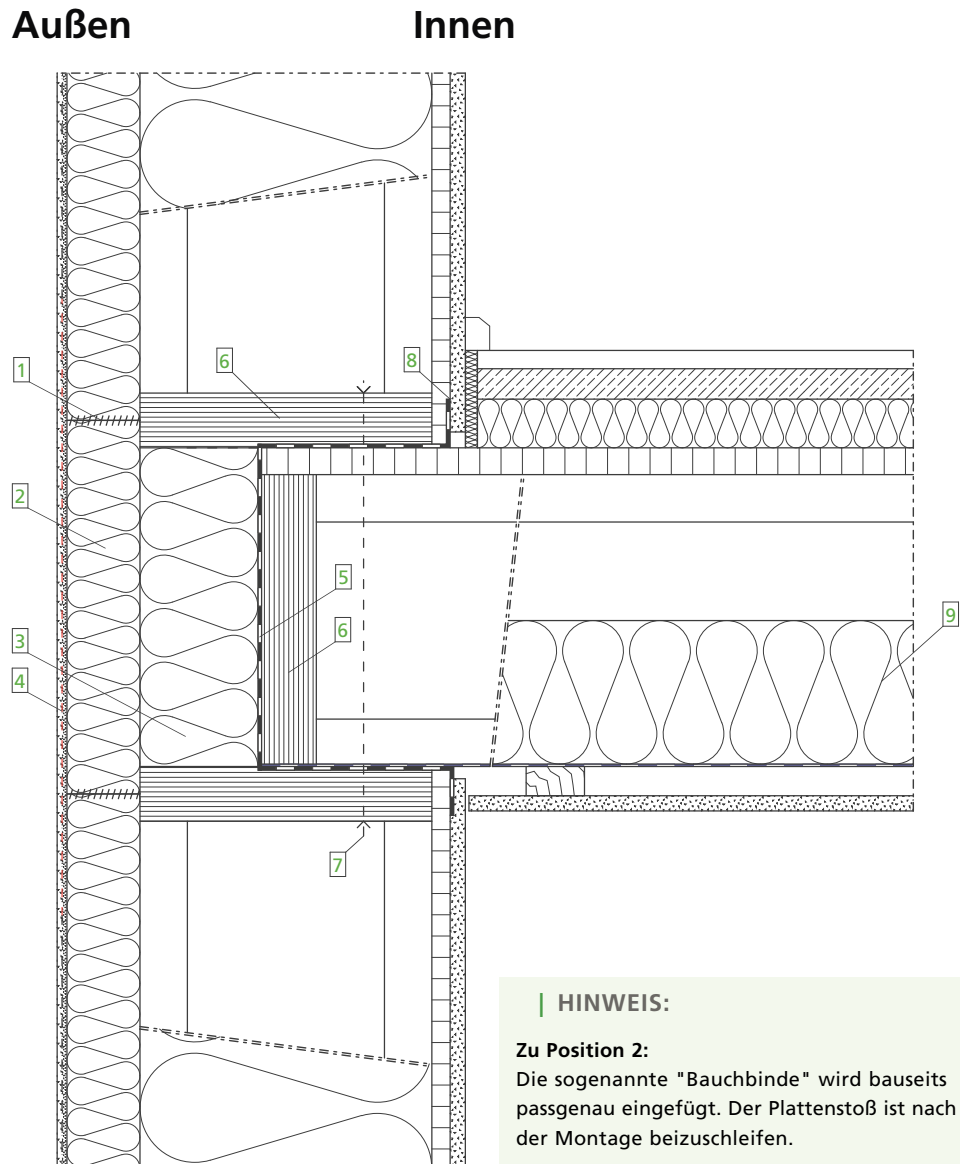 Außen Innen
1
6
8
2
5
6
9
3
4
7
| HINWEIS:
Zu Position 2:
Die sogenannte "Bauchbinde" wird bauseits
passgenau eingefügt. Der Plattenstoß ist nach
der Montage beizuschleifen.